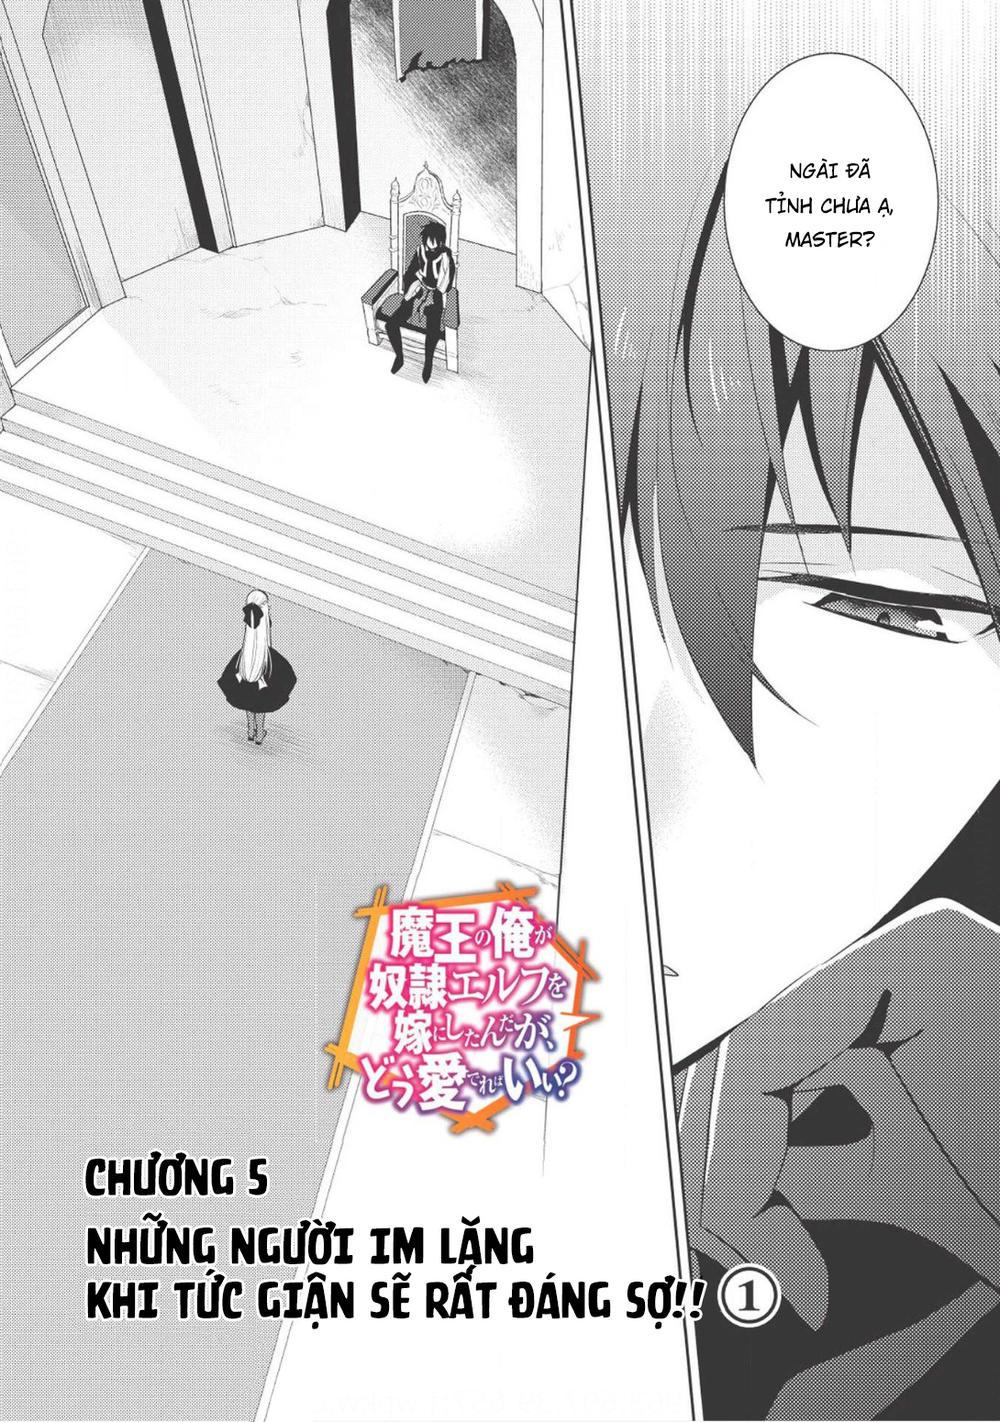 NGÀI ĐÃ
TỈNH CHƯA Ạ,
MASTER?
魔王の俺が
奴隷エルフを
嫁にしたんだが、
どう愛でればいい?
CHƯƠNG 5
NHỮNG NGƯỜI IM LẶNG
KHI TỨC GIẬN SẼ RẤT ĐÁNG SỢ!! ①